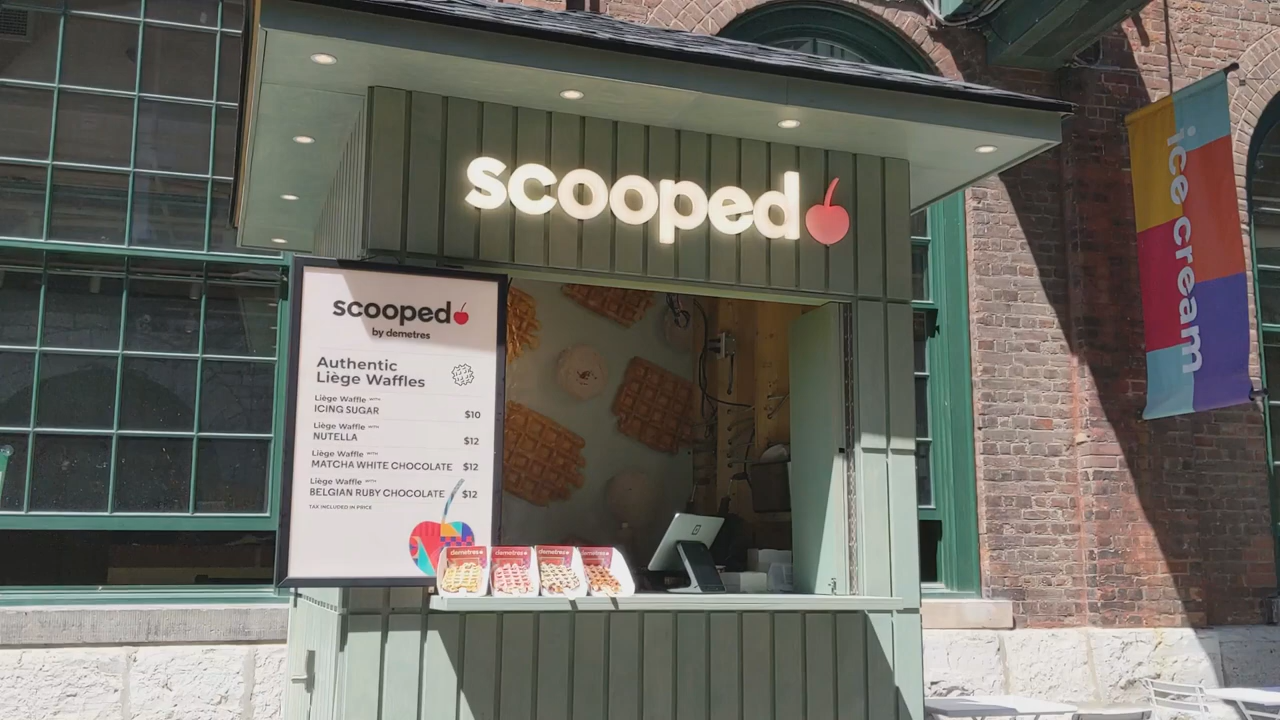 scooped
scooped
by demetres
Authentic
Liège Waffles
Liège Waffle WITH
ICING SUGAR $10
Liège Waffle WITH
NUTELLA $12
Liège Waffle WITH
MATCHA WHITE CHOCOLATE $12
Liège Waffle WITH
BELGIAN RUBY CHOCOLATE $12
TAX INCLUDED IN PRICE
demetres
demetres
demetres
demetres
ice cream